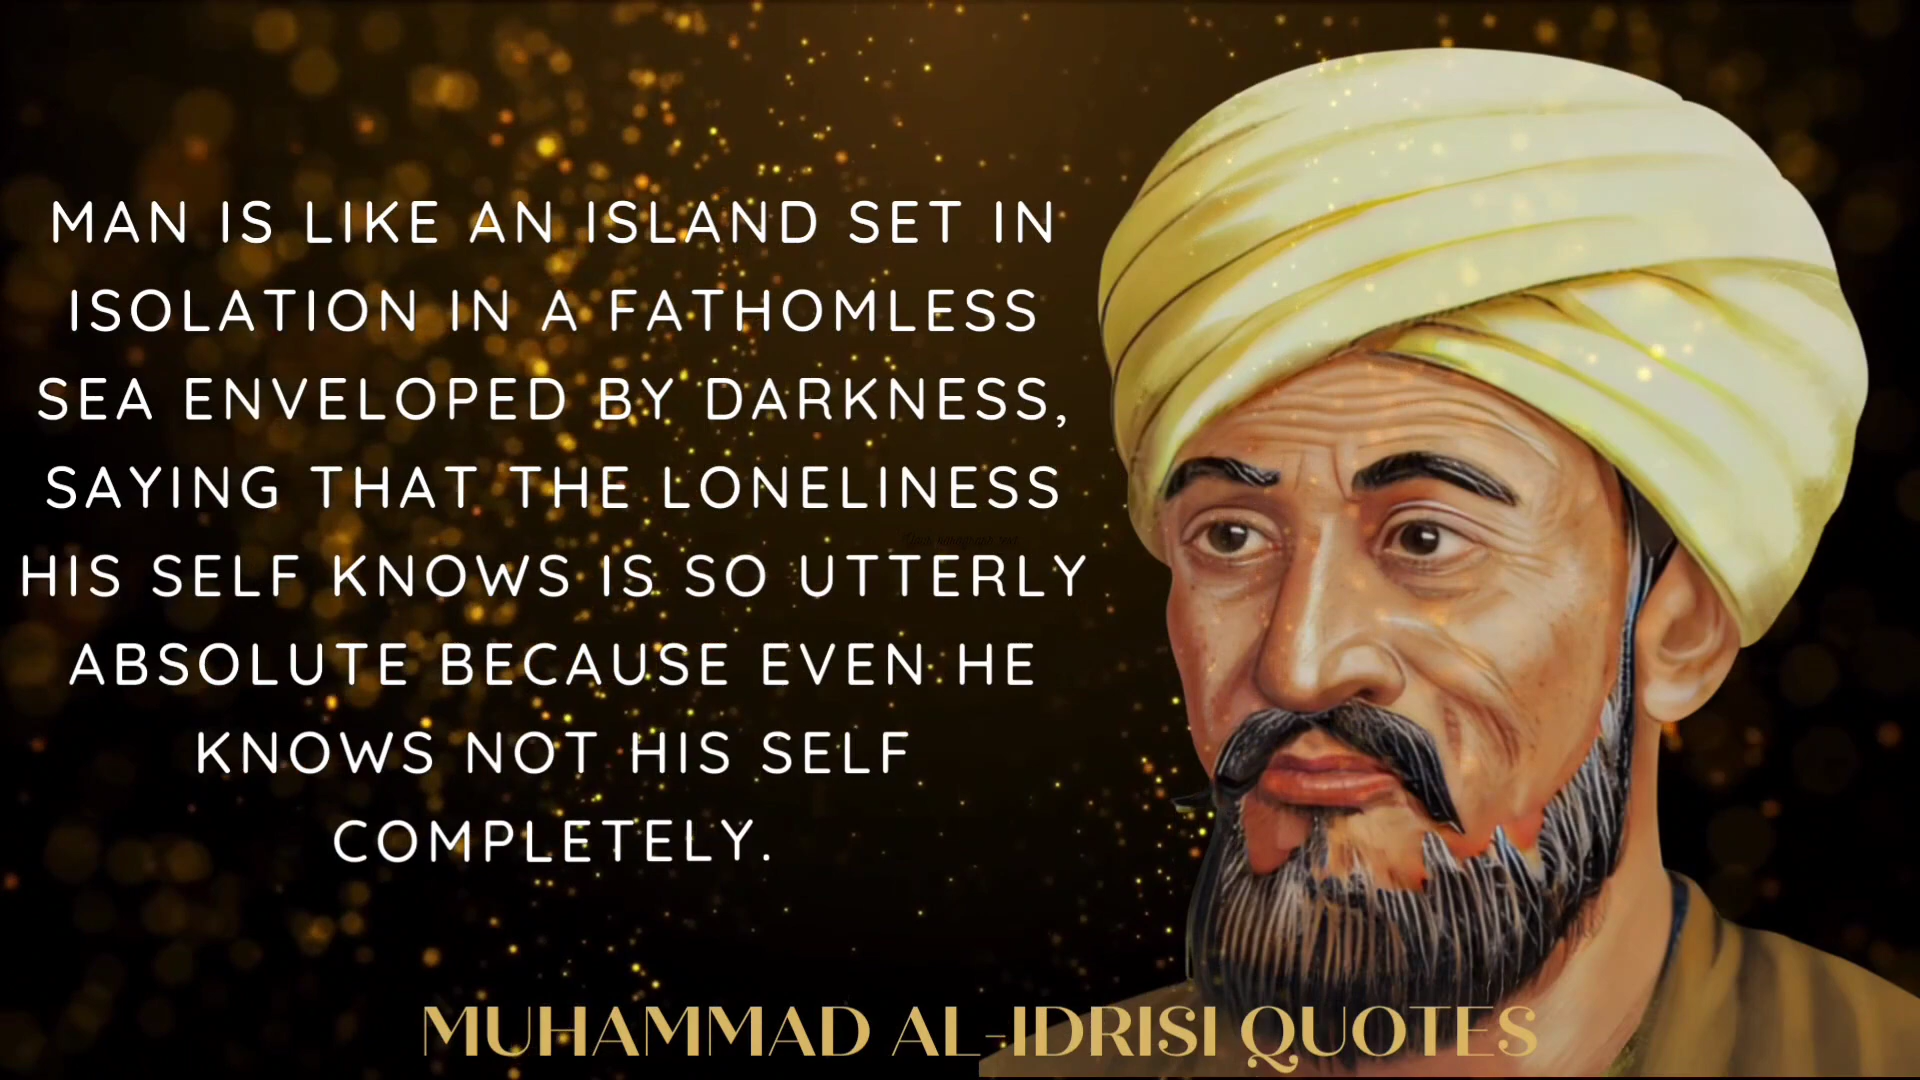 MAN IS LIKE AN ISLAND SET IN
ISOLATION IN A FATHOMLESS
SEA ENVELOPED BY DARKNESS,
SAYING THAT THE LONELINESS
HIS SELF KNOWS IS SO UTTERLY
ABSOLUTE BECAUSE EVEN HE
KNOWS NOT HIS SELF
COMPLETELY.
MUHAMMAD AL-IDRISI QUOTES